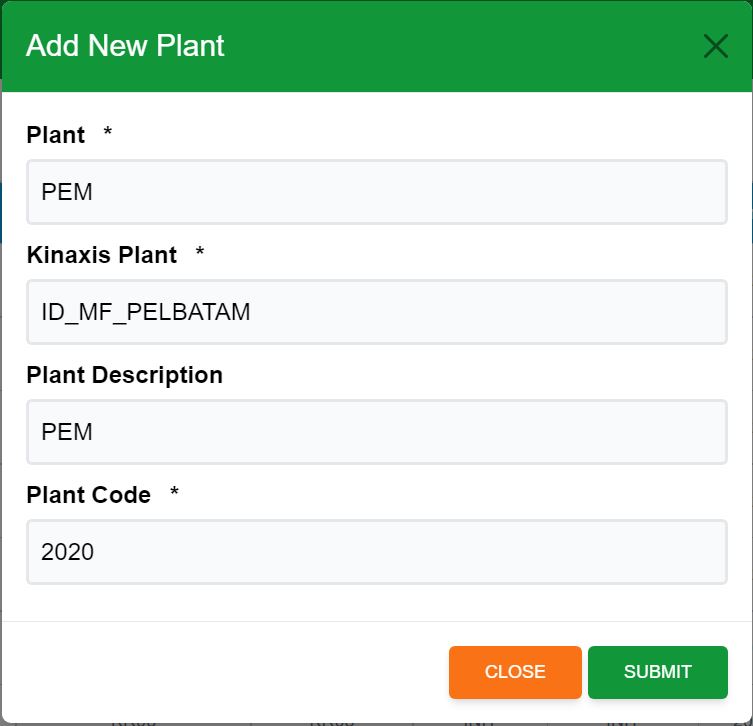 Add New Plant
Plant *
PEM
Kinaxis Plant *
ID_MF_PELBATAM
Plant Description
PEM
Plant Code *
2020
CLOSE
SUBMIT